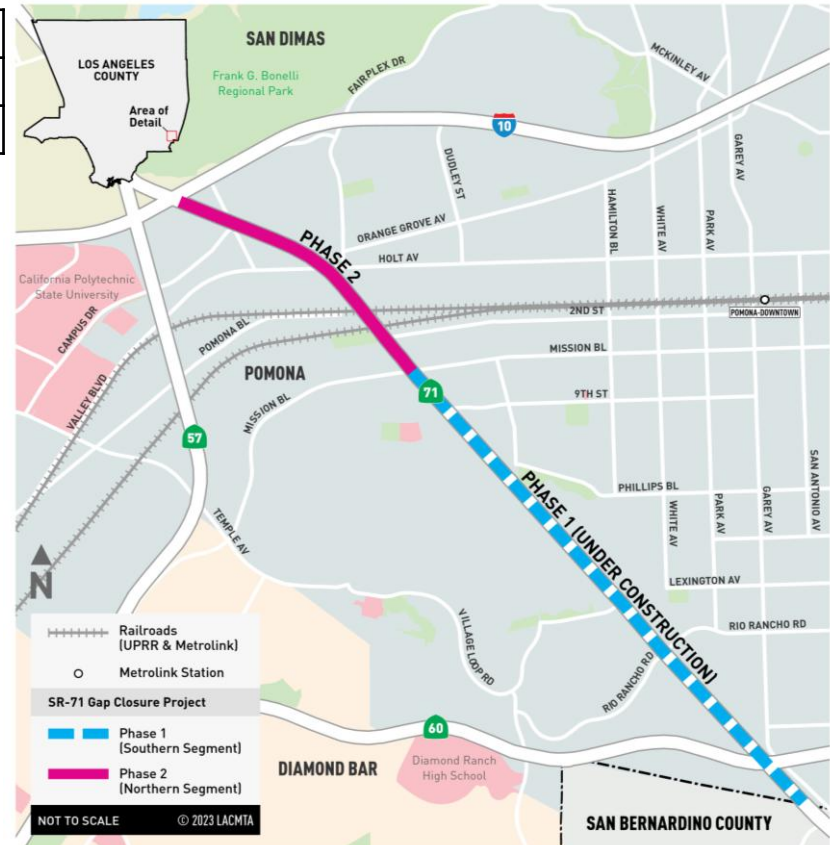 SAN DIMAS
LOS ANGELES
COUNTY
Frank G. Bonelli
Regional Park
Area of
Detail
FAIRPLEX DR
MCKINLEY AV
10
GAREY AV
DUDLEY ST
HAMILTON BL
WHITE AV
PARK AV
ORANGE GROVE AV
PHASE 2
HOLT AV
California Polytechnic
State University
CAMPUS DR
2ND ST
POMONA-DOWNTOWN
POMONA BL
MISSION BL
VALLEY BLVD
POMONA
71
9TH ST
MISSION BL
57
PHASE 1 (UNDER CONSTRUCTION)
PHILLIPS BL
WHITE AV
PARK AV
GAREY AV
SAN ANTONIO AV
TEMPLE AV
LEXINGTON AV
N
VILLAGE LOOP RD
RIO RANCHO RD
RIO RANCHO RD
Railroads
(UPRR & Metrolink)
Metrolink Station
SR-71 Gap Closure Project
Phase 1
(Southern Segment)
Phase 2
(Northern Segment)
60
DIAMOND BAR
Diamond Ranch
High School
NOT TO SCALE © 2023 LACMTA
SAN BERNARDINO COUNTY